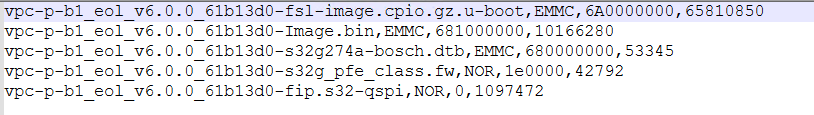 vpc-p-b1_eol_v6.0.0_61b13d0-fsl-image.cpio.gz.u-boot,EMMC,6A0000000,65810850
vpc-p-b1_eol_v6.0.0_61b13d0-Image.bin,EMMC,681000000,10166280
vpc-p-b1_eol_v6.0.0_61b13d0-s32g274a-bosch.dtb,EMMC,680000000,53345
vpc-p-b1_eol_v6.0.0_61b13d0-s32g_pfe_class.fw,NOR,1e0000,42792
vpc-p-b1_eol_v6.0.0_61b13d0-fip.s32-qspi,NOR,0,1097472